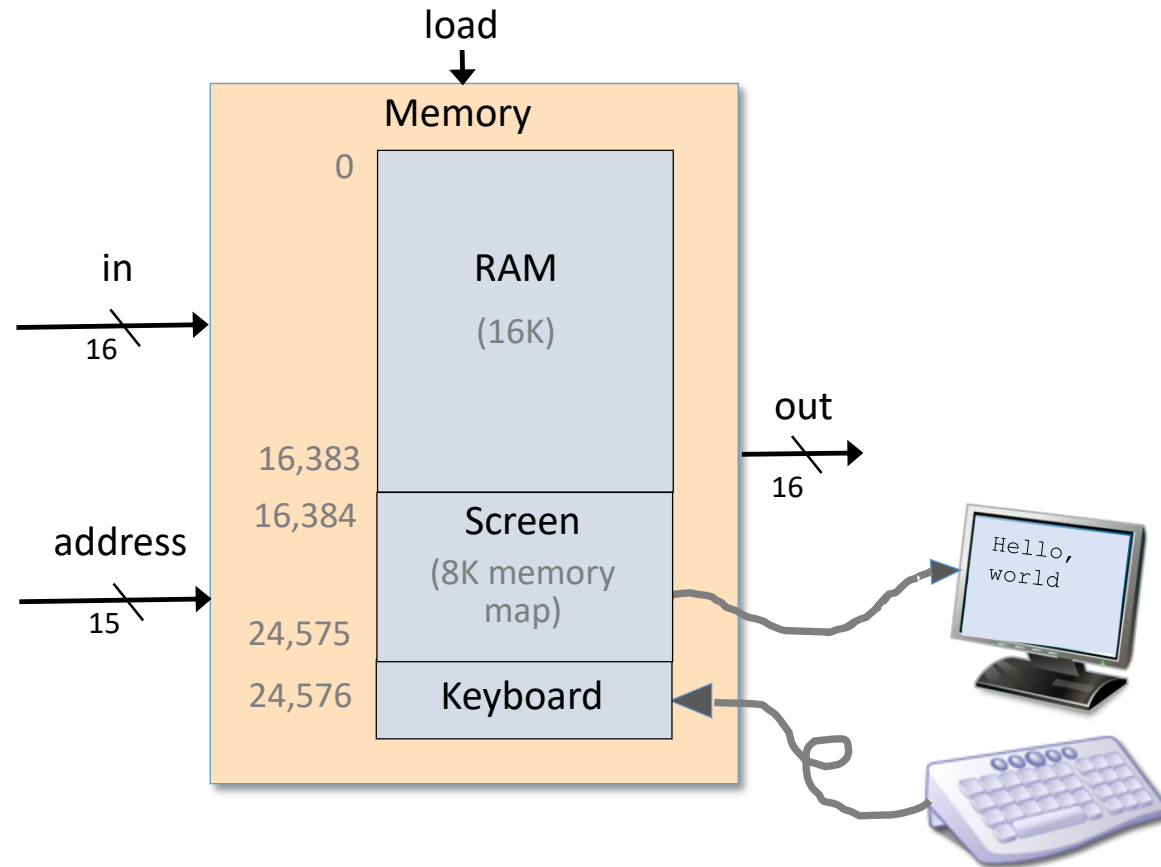 load
Memory
0
RAM
(16K)
in
16
16,383
out
16
16,384
Screen
(8K memory
map)
address
15
24,575
24,576
Keyboard
Hello,
world